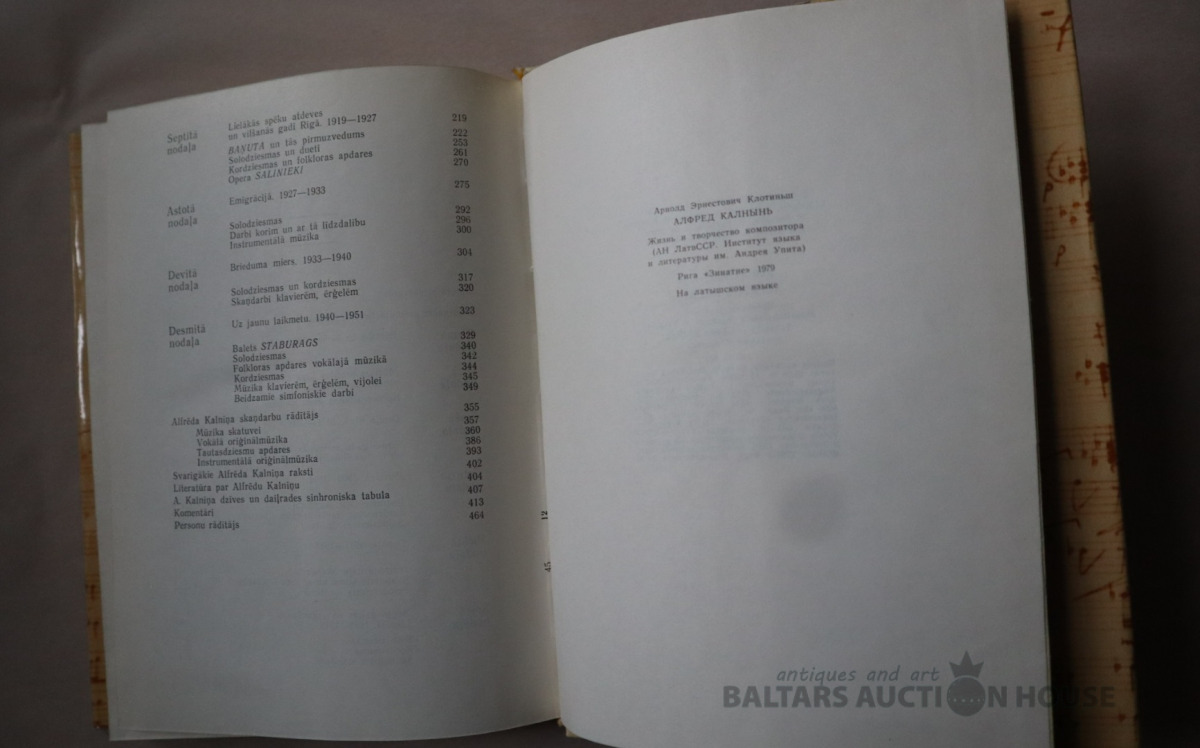 Septītā nodaļa
Lielākās spēku atdeves
un vilšanās gadi Rīgā. 1919—1927 219
BAŅUTA un tās pirmuzvedums 222
Solodziesmas un dueti 253
Kordziesmas un folkloras apdares 261
Opera SALINIEKI 270
Astotā nodaļa
Emigrācijā. 1927—1933 275
Solodziesmas 292
Darbi korim un ar tā līdzdalību 296
Instrumentālā mūzika 300
Devītā nodaļa
Brieduma miers. 1933—1940 304
Solodziesmas un kordziesmas 317
Skaņdarbi klavierēm, ērģelēm 320
Desmitā nodaļa
Uz jaunu laikmetu. 1940—1951 323
Balets STABURAGS 329
Solodziesmas 340
Folkloras apdares vokālajā mūzikā 342
Kordziesmas 344
Mūzika klavierēm, ērģelēm, vijolei 345
Beidzamie simfoniskie darbi 349
Alfrēda Kalniņa skaņdarbu rādītājs 355
Mūzika skatuvei 357
Vokālā oriģinālmūzika 360
Tautasdziesmu apdares 386
Instrumentālā oriģinālmūzika 393
Svarīgākie Alfrēda Kalniņa raksti 402
Literatūra par Alfrēdu Kalniņu 404
A. Kalniņa dzīves un daiļrades sinhroniska tabula 407
Komentāri 413
Personu rādītājs 464
12
45
Арнолд Эрнестович Клотиньш
АЛФРЕД КАЛНЫНЬ
Жизнь и творчество композитора
(АН ЛатвССР. Институт языка
и литературы им. Андрея Упита)
Рига «Зинатне» 1979
На латышском языке
antiques and art
BALTARS AUCTION HOUSE